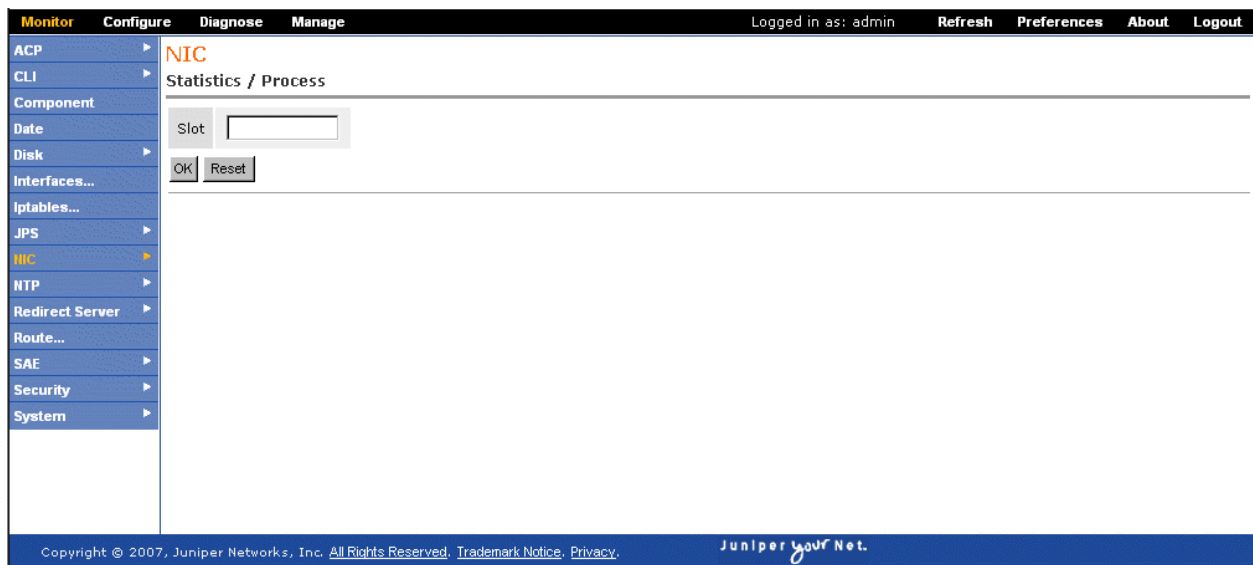 Monitor Configure Diagnose Manage Logged in as: admin Refresh Preferences About Logout
ACP
CLI
Component
Date
Disk
Interfaces...
Iptables...
JPS
NIC
NTP
Redirect Server
Route...
SAE
Security
System
NIC
Statistics / Process
Slot
OK Reset
Copyright © 2007, Juniper Networks, Inc. All Rights Reserved. Trademark Notice. Privacy.
Juniper your Net.